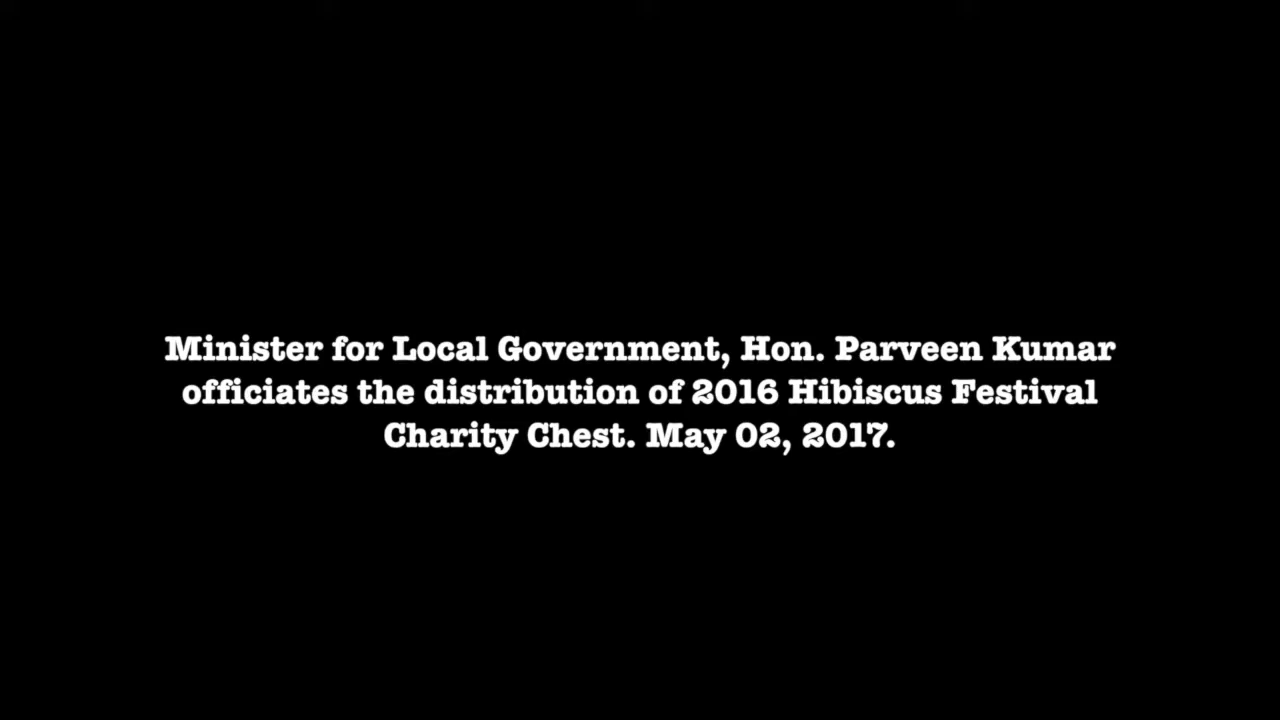 Minister for Local Government, Hon. Parveen Kumar
officiates the distribution of 2016 Hibiscus Festival
Charity Chest. May 02, 2017.